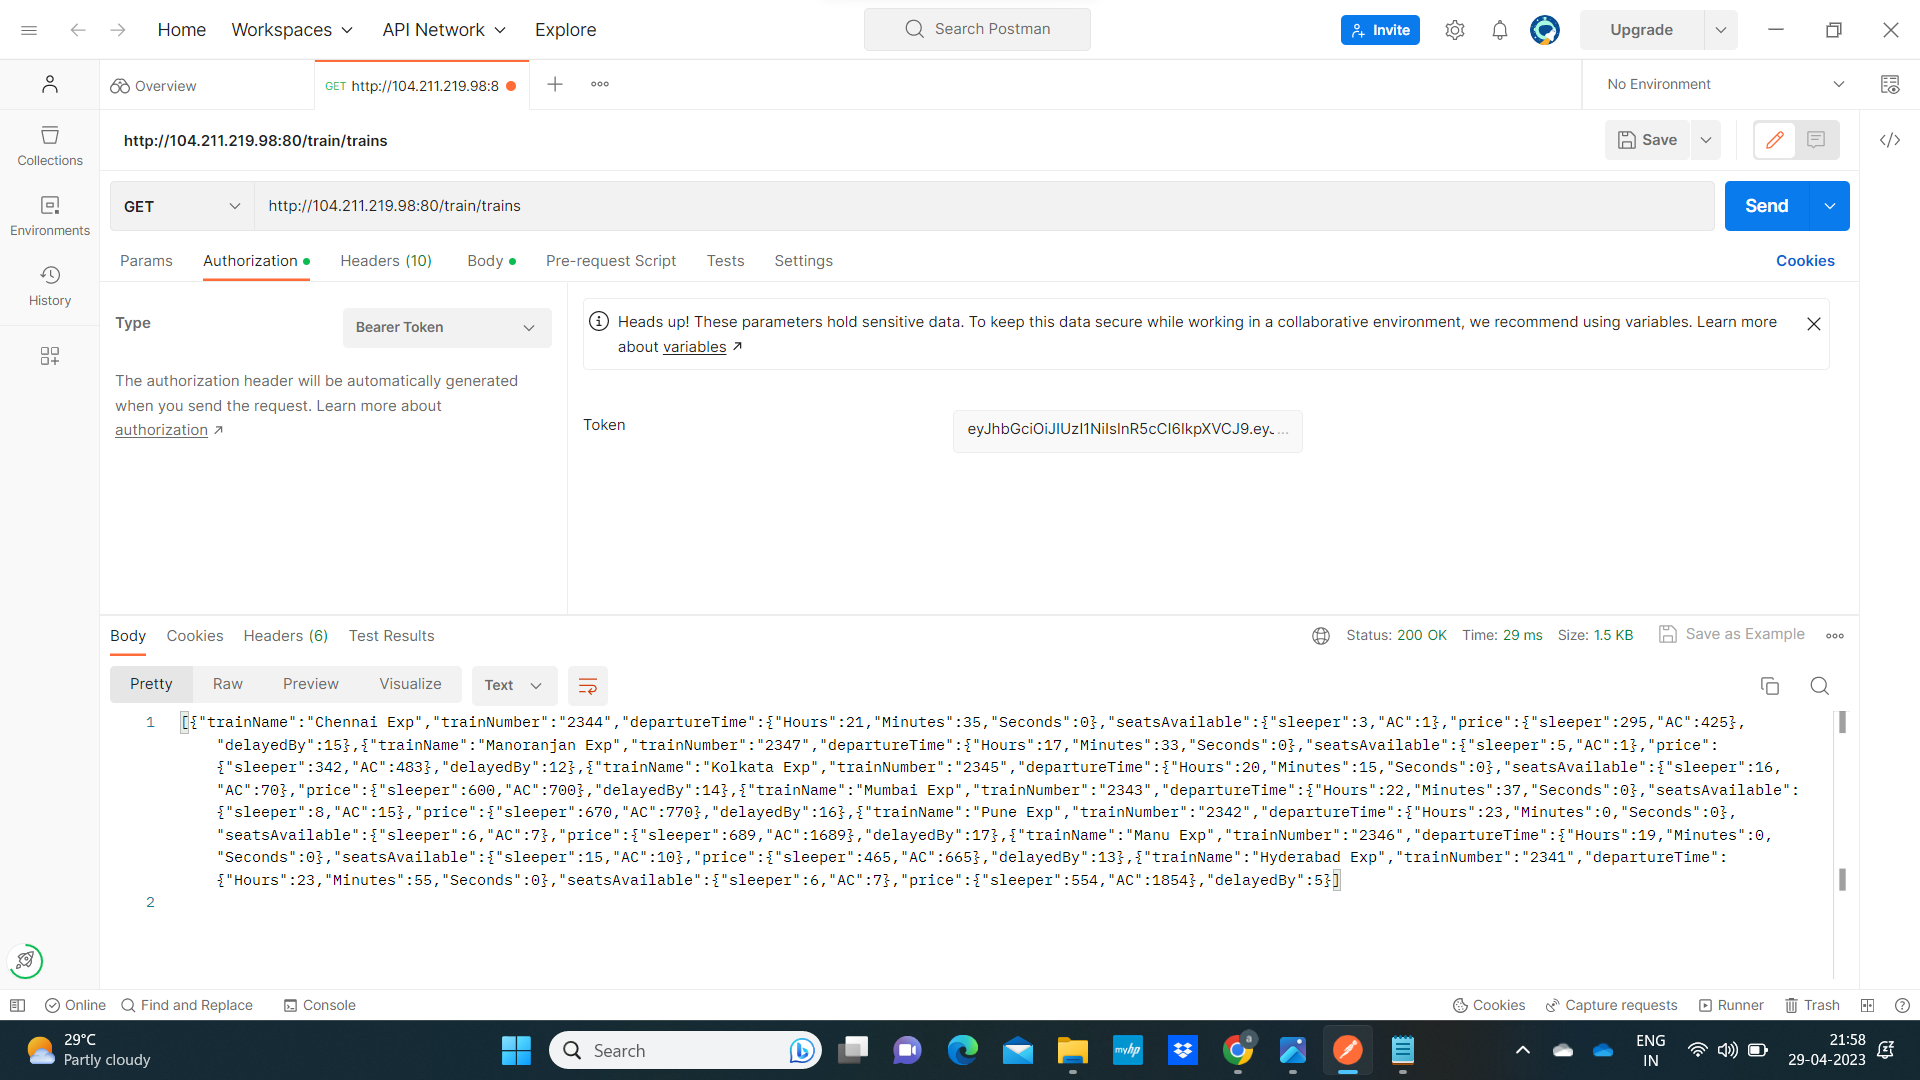 Home
Workspaces
API Network
Explore
Search Postman
Invite
Upgrade
Overview
GET http://104.211.219.98:8
No Environment
http://104.211.219.98:80/train/trains
Save
Collections
Environments
History
GET
http://104.211.219.98:80/train/trains
Send
Params
Authorization
Headers (10)
Body
Pre-request Script
Tests
Settings
Cookies
Type
Bearer Token
The authorization header will be automatically generated
when you send the request. Learn more about
authorization ↗
Heads up! These parameters hold sensitive data. To keep this data secure while working in a collaborative environment, we recommend using variables. Learn more
about variables ↗
Token
eyJhbGciOiJIUzI1NiIsInR5cCI6IkpXVCJ9.eyJ...
Body
Cookies
Headers (6)
Test Results
Status: 200 OK
Time: 29 ms
Size: 1.5 KB
Save as Example
Pretty
Raw
Preview
Visualize
Text
1
[{"trainName":"Chennai Exp","trainNumber":"2344","departureTime":{"Hours":21,"Minutes":35,"Seconds":0},"seatsAvailable":{"sleeper":3,"AC":1},"price":{"sleeper":295,"AC":425},
"delayedBy":15},{"trainName":"Manoranjan Exp","trainNumber":"2347","departureTime":{"Hours":17,"Minutes":33,"Seconds":0},"seatsAvailable":{"sleeper":5,"AC":1},"price":
{"sleeper":342,"AC":483},"delayedBy":12},{"trainName":"Kolkata Exp","trainNumber":"2345","departureTime":{"Hours":20,"Minutes":15,"Seconds":0},"seatsAvailable":{"sleeper":16,
"AC":70},"price":{"sleeper":600,"AC":700},"delayedBy":14},{"trainName":"Mumbai Exp","trainNumber":"2343","departureTime":{"Hours":22,"Minutes":37,"Seconds":0},"seatsAvailable":
{"sleeper":8,"AC":15},"price":{"sleeper":670,"AC":770},"delayedBy":16},{"trainName":"Pune Exp","trainNumber":"2342","departureTime":{"Hours":23,"Minutes":0,"Seconds":0},
"seatsAvailable":{"sleeper":6,"AC":7},"price":{"sleeper":689,"AC":1689},"delayedBy":17},{"trainName":"Manu Exp","trainNumber":"2346","departureTime":{"Hours":19,"Minutes":0,
"Seconds":0},"seatsAvailable":{"sleeper":15,"AC":10},"price":{"sleeper":465,"AC":665},"delayedBy":13},{"trainName":"Hyderabad Exp","trainNumber":"2341","departureTime":
{"Hours":23,"Minutes":55,"Seconds":0},"seatsAvailable":{"sleeper":6,"AC":7},"price":{"sleeper":554,"AC":1854},"delayedBy":5}]
2
Online
Find and Replace
Console
Cookies
Capture requests
Runner
Trash
29°C
Partly cloudy
Search
myhp
a
ENG
IN
21:58
29-04-2023